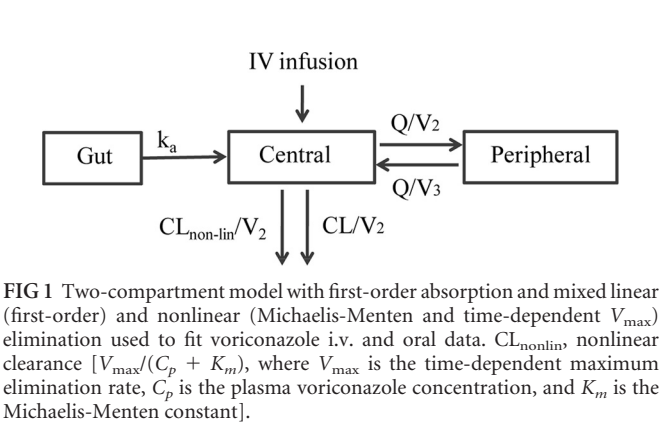 IV infusion
Q/V2
ka
Gut
Central
Peripheral
Q/V3
CLnon-lin/V2
CL/V2
FIG 1 Two-compartment model with first-order absorption and mixed linear
(first-order) and nonlinear (Michaelis-Menten and time-dependent Vmax)
elimination used to fit voriconazole i.v. and oral data. CLnonlin, nonlinear
clearance [Vmax/(Cp + Km), where Vmax is the time-dependent maximum
elimination rate, Cp is the plasma voriconazole concentration, and Km is the
Michaelis-Menten constant].